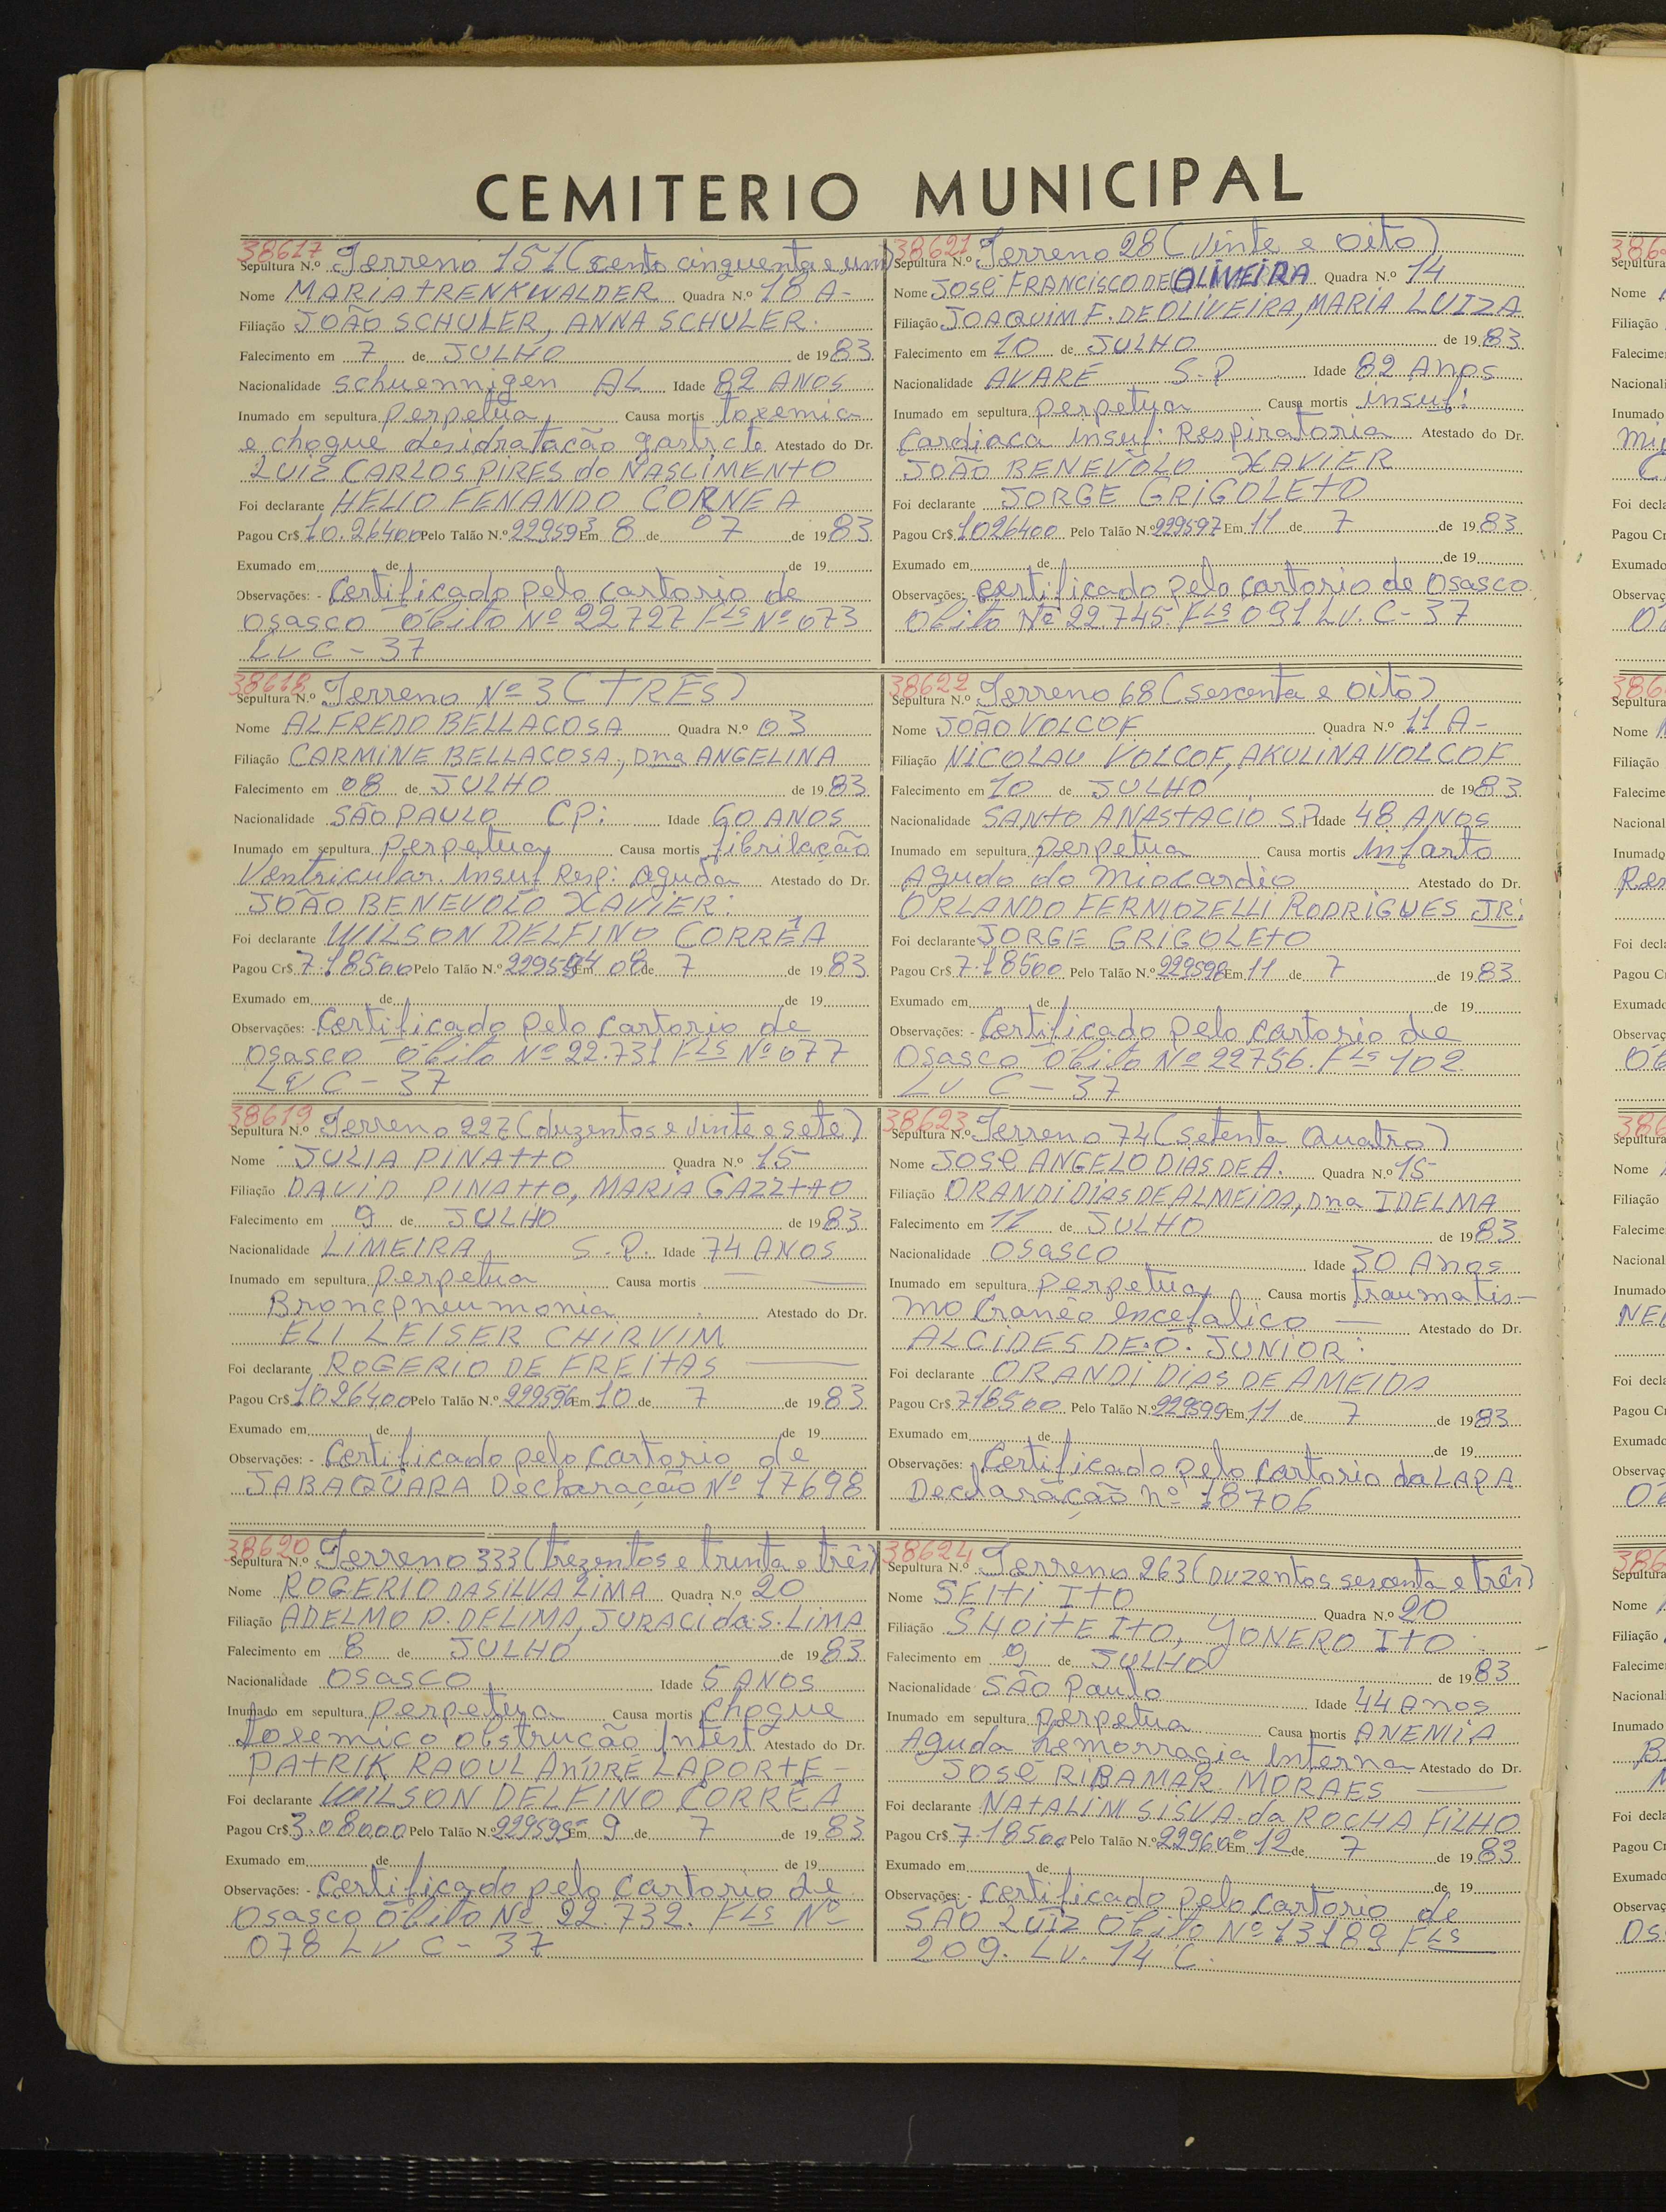 CEMITERIO MUNICIPAL
38617
Sepultura N.º Terreno 151 (cento cinquenta e um)
Nome MARIA TRENKWALDER Quadra N.º 18 A-
Filiação JOÃO SCHULER, ANNA SCHULER.
Falecimento em 7 de JULHO de 1983
Nacionalidade schuennigen AL Idade 82 ANOS
Inumado em sepultura perpetua Causa mortis toxemia
e choque desidratacão gastrcte Atestado do Dr.
LUIZ CARLOS PIRES do NASCIMENTO
Foi declarante HELIO FENANDO CORNEA
Pagou Cr$ 10.26400 Pelo Talão N.º 229593 Em 8 de 07 de 1983
Exumado em de de 19
Observações: - Certificado pelo cartorio de
OSASCO Óbito Nº 22727 FLS Nº 073
LV C - 37
38618
Sepultura N.º Terreno Nº 3 (TRÊS)
Nome ALFREDO BELLACOSA Quadra N.º 03
Filiação CARMINE BELLACOSA, Dna ANGELINA
Falecimento em 08 de JULHO de 1983
Nacionalidade SÃO PAULO CP: Idade 60 ANOS
Inumado em sepultura perpetua Causa mortis fibrilação
Ventricular. Insuf Resp: aguda Atestado do Dr.
JOÃO BENEVOLO XAVIER:
Foi declarante WILSON DELFINO CORRÊA
Pagou Cr$ 7.18500 Pelo Talão N.º 229594 Em 08 de 7 de 1983
Exumado em de de 19
Observações: - Certificado pelo cartorio de
OSASCO Óbito Nº 22.731 FLS Nº 077
LV C - 37
38619
Sepultura N.º Terreno 227 (duzentos e vinte e sete)
Nome JULIA PINATTO Quadra N.º 15
Filiação DAVID PINATTO, MARIA GAZZTTO
Falecimento em 9 de JULHO de 1983
Nacionalidade LIMEIRA S.P. Idade 74 ANOS
Inumado em sepultura perpetua Causa mortis —
Broncpneumonia Atestado do Dr.
ELI LEISER CHIRVIM
Foi declarante ROGERIO DE FREITAS
Pagou Cr$ 1026400 Pelo Talão N.º 229596 Em 10 de 7 de 1983
Exumado em de de 19
Observações: - Certificado pelo cartorio de
JABAQUARA Decharação Nº 17698
38620
Sepultura N.º Terreno 333 (trezentos e trinta e três)
Nome ROGERIO DA SILVA LIMA Quadra N.º 20
Filiação ADELMO P. DE LIMA, JURACI da S. LIMA
Falecimento em 8 de JULHO de 1983
Nacionalidade OSASCO Idade 5 ANOS
Inumado em sepultura perpetua Causa mortis Choque
toxemico obstrucão Intest Atestado do Dr.
PATRIK RAOUL ANDRÉ LAPORTE -
Foi declarante WILSON DELFINO CORRÊA
Pagou Cr$ 3.08000 Pelo Talão N.º 229595 Em 9 de 7 de 1983
Exumado em de de 19
Observações: - Certificado pelo cartorio de
Osasco Óbito Nº 22732. FLS Nº
078 LV C - 37
38621
Sepultura N.º Terreno 28 (vinte e oito)
Nome José FRANCISCO DE OLIVEIRA Quadra N.º 14
Filiação JOAQUIM F. DE OLIVEIRA, MARIA LUIZA
Falecimento em 10 de JULHO de 1983
Nacionalidade AVARÉ S.P Idade 82 Anos
Inumado em sepultura perpetua Causa mortis insuf:
Cardiaca insuf: Respiratoria Atestado do Dr.
JOÃO BENEVOLO XAVIER
Foi declarante JORGE GRIGOLETO
Pagou Cr$ 1026400 Pelo Talão N.º 229597 Em 11 de 7 de 1983
Exumado em de de 19
Observações: - certificado pelo cartorio de Osasco
Óbito Nº 22745. FLS 091 LV. C - 37
38622
Sepultura N.º Terreno 68 (sesenta e oito)
Nome JOÃO VOLCOF Quadra N.º 11 A -
Filiação NICOLAU VOLCOF, AKULINA VOLCOF
Falecimento em 10 de JULHO de 1983
Nacionalidade SANTO ANASTACIO S.P Idade 48 ANOS
Inumado em sepultura perpetua Causa mortis Infarto
Agudo do Miocardio Atestado do Dr.
ORLANDO FERMOZELLI RODRIGUES JR:
Foi declarante JORGE GRIGOLETO
Pagou Cr$ 7.18500 Pelo Talão N.º 229598 Em 11 de 7 de 1983
Exumado em de de 19
Observações: - Certificado pelo cartorio de
OSASCO Óbito Nº 22756. FLS 102.
LV C - 37
38623
Sepultura N.º Terreno 74 (setenta Quatro)
Nome José ANGELO DIAS DE A. Quadra N.º 15
Filiação ORANDI DIAS DE ALMEIDA, Dna IDELMA
Falecimento em 11 de JULHO de 1983
Nacionalidade OSASCO Idade 30 Anos
Inumado em sepultura perpetua Causa mortis traumatis-
mo Cranêo encefalico — Atestado do Dr.
ALCIDES DE. O. JUNIOR:
Foi declarante ORANDI DIAS DE AMEIDA
Pagou Cr$ 718500 Pelo Talão N.º 229599 Em 11 de 7 de 1983
Exumado em de de 19
Observações: Certificado pelo cartorio da LAPA
Declaração nº 18706
38624
Sepultura N.º Terreno 263 (Duzentos sesenta e três)
Nome SEITI ITO Quadra N.º 20
Filiação SHOITE ITO, YONERO ITO
Falecimento em 9 de JULHO de 1983
Nacionalidade São Paulo Idade 44 Anos
Inumado em sepultura perpetua Causa mortis ANEMIA
Aguda hemorragia Interna Atestado do Dr.
José RIBAMAR MORAES
Foi declarante NATALIM SISVA da ROCHA FILHO
Pagou Cr$ 7.18500 Pelo Talão N.º 229600 Em 12 de 7 de 1983
Exumado em de de 19
Observações: - Certificado pelo cartorio de
SÃO LUIZ Óbito Nº 13189 FLS
209. LV. 14 C.